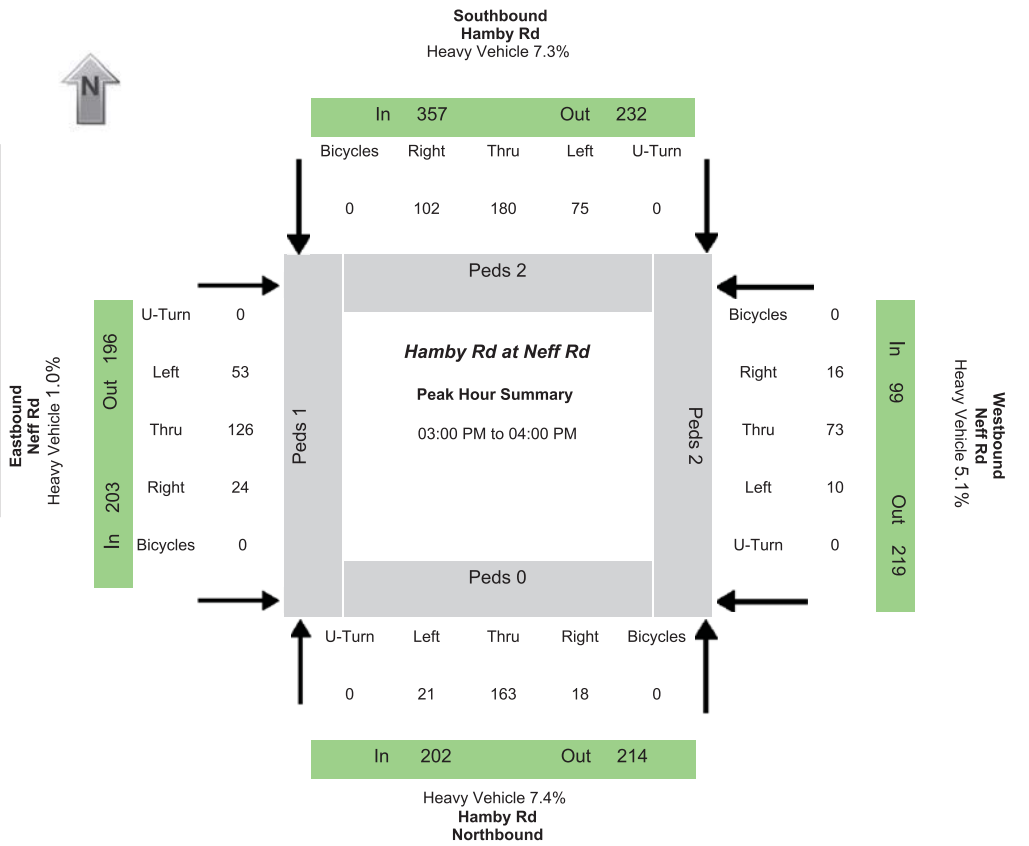 Southbound
Hamby Rd
Heavy Vehicle 7.3%
N
In 357 Out 232
Bicycles Right Thru Left U-Turn
0 102 180 75 0
Peds 2
Eastbound
Neff Rd
Heavy Vehicle 1.0%
In 203 Out 196
U-Turn 0
Left 53
Thru 126
Right 24
Bicycles 0
Peds 1
Hamby Rd at Neff Rd
Peak Hour Summary
03:00 PM to 04:00 PM
Peds 2
Bicycles 0
Right 16
Thru 73
Left 10
U-Turn 0
In 99 Out 219
Westbound
Neff Rd
Heavy Vehicle 5.1%
Peds 0
U-Turn Left Thru Right Bicycles
0 21 163 18 0
In 202 Out 214
Heavy Vehicle 7.4%
Hamby Rd
Northbound